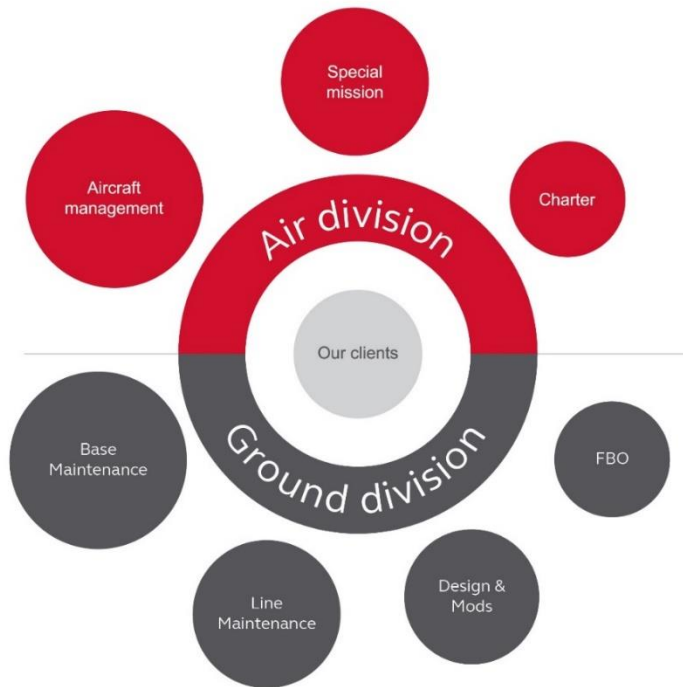 Special
mission
Aircraft
management
Charter
Air division
Our clients
Ground division
Base
Maintenance
FBO
Line
Maintenance
Design &
Mods